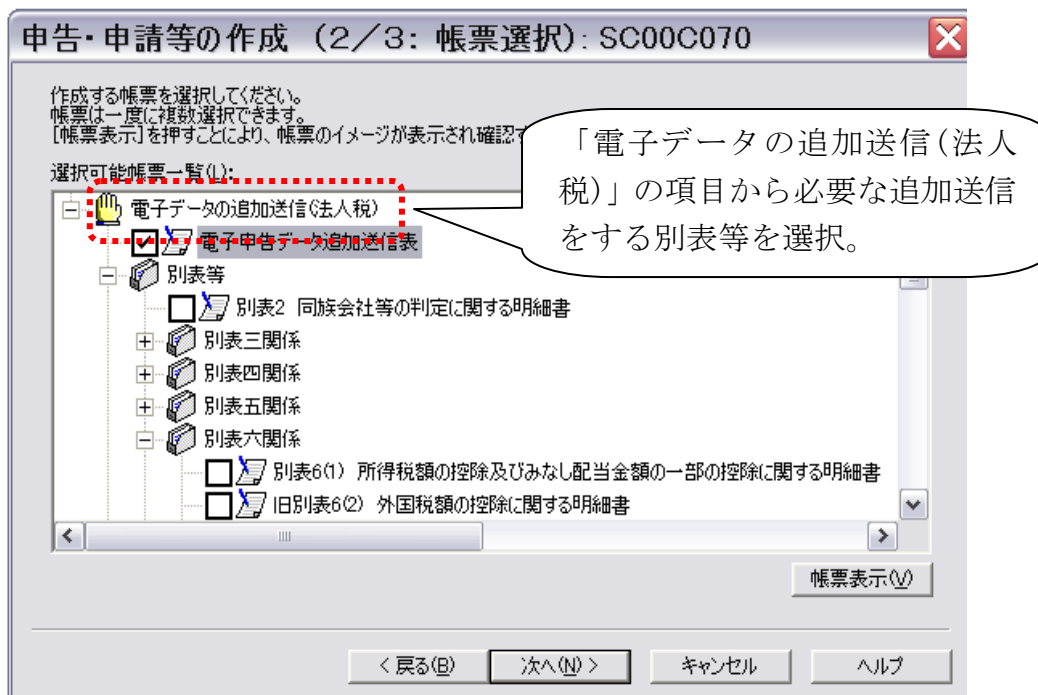 申告・申請等の作成 (2/3: 帳票選択): SC00C070
作成する帳票を選択してください。
帳票は一度に複数選択できます。
[帳票表示]を押すことにより、帳票のイメージが表示され確認
選択可能帳票一覧(L):
「電子データの追加送信(法人
税)」の項目から必要な追加送信
をする別表等を選択。
電子データの追加送信(法人税)
電子申告データ追加送信表
別表等
別表2 同族会社等の判定に関する明細書
別表三関係
別表四関係
別表五関係
別表六関係
別表6(1) 所得税額の控除及びみなし配当金額の一部の控除に関する明細書
旧別表6(2) 外国税額の控除に関する明細書
帳票表示(V)
< 戻る(B)
次へ(N) >
キャンセル
ヘルプ